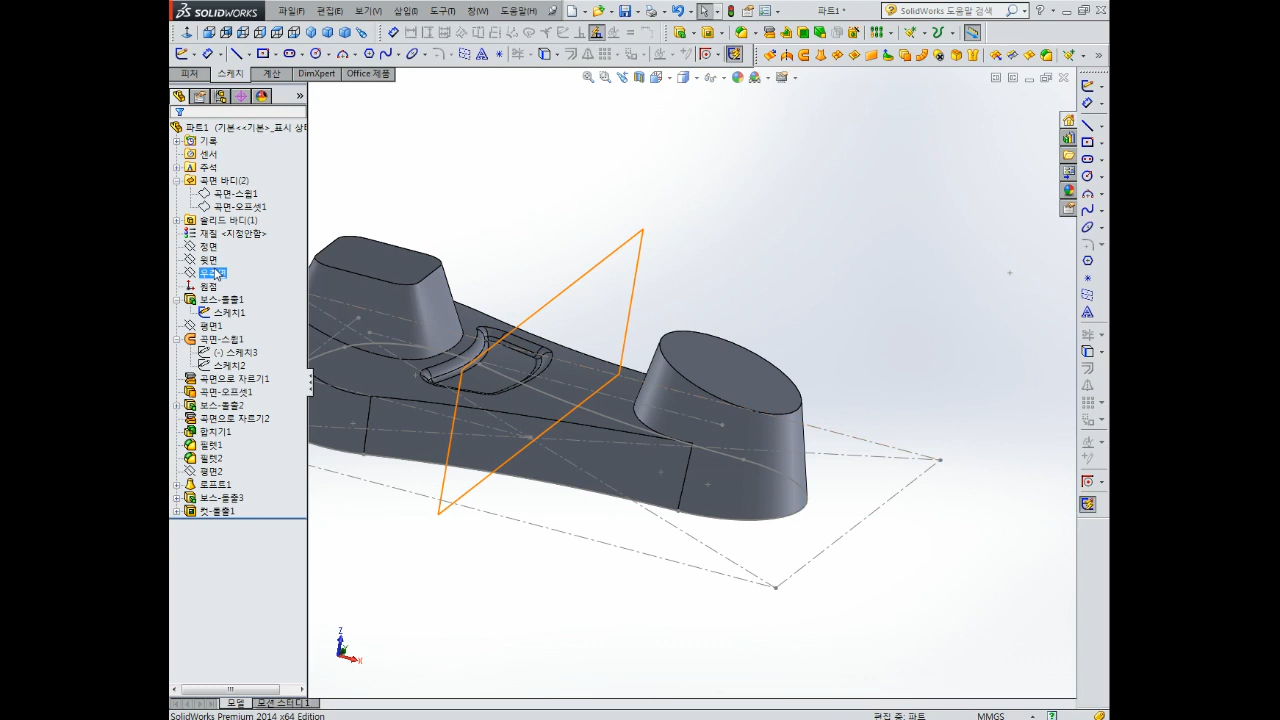 SOLIDWORKS 파일(F) 편집(E) 보기(V) 삽입(I) 도구(T) 창(W) 도움말(H) 파트1 * SolidWorks 도움말 검색
피처 스케치 계산 DimXpert Office 제품
파트1 (기본<<기본>_표시 상태
기록
센서
주석
곡면 바디(2)
곡면-스윕1
곡면-오프셋1
솔리드 바디(1)
재질 <지정안함>
정면
윗면
원점
보스-돌출1
스케치1
평면1
곡면-스윕1
(-) 스케치3
스케치2
곡면으로 자르기1
곡면-오프셋1
보스-돌출2
곡면으로 자르기2
합치기1
필렛1
필렛2
평면2
로프트1
보스-돌출3
컷-돌출1
Z
X
모델 모션 스터디 1
SolidWorks Premium 2014 x64 Edition 편집 중: 파트 MMGS